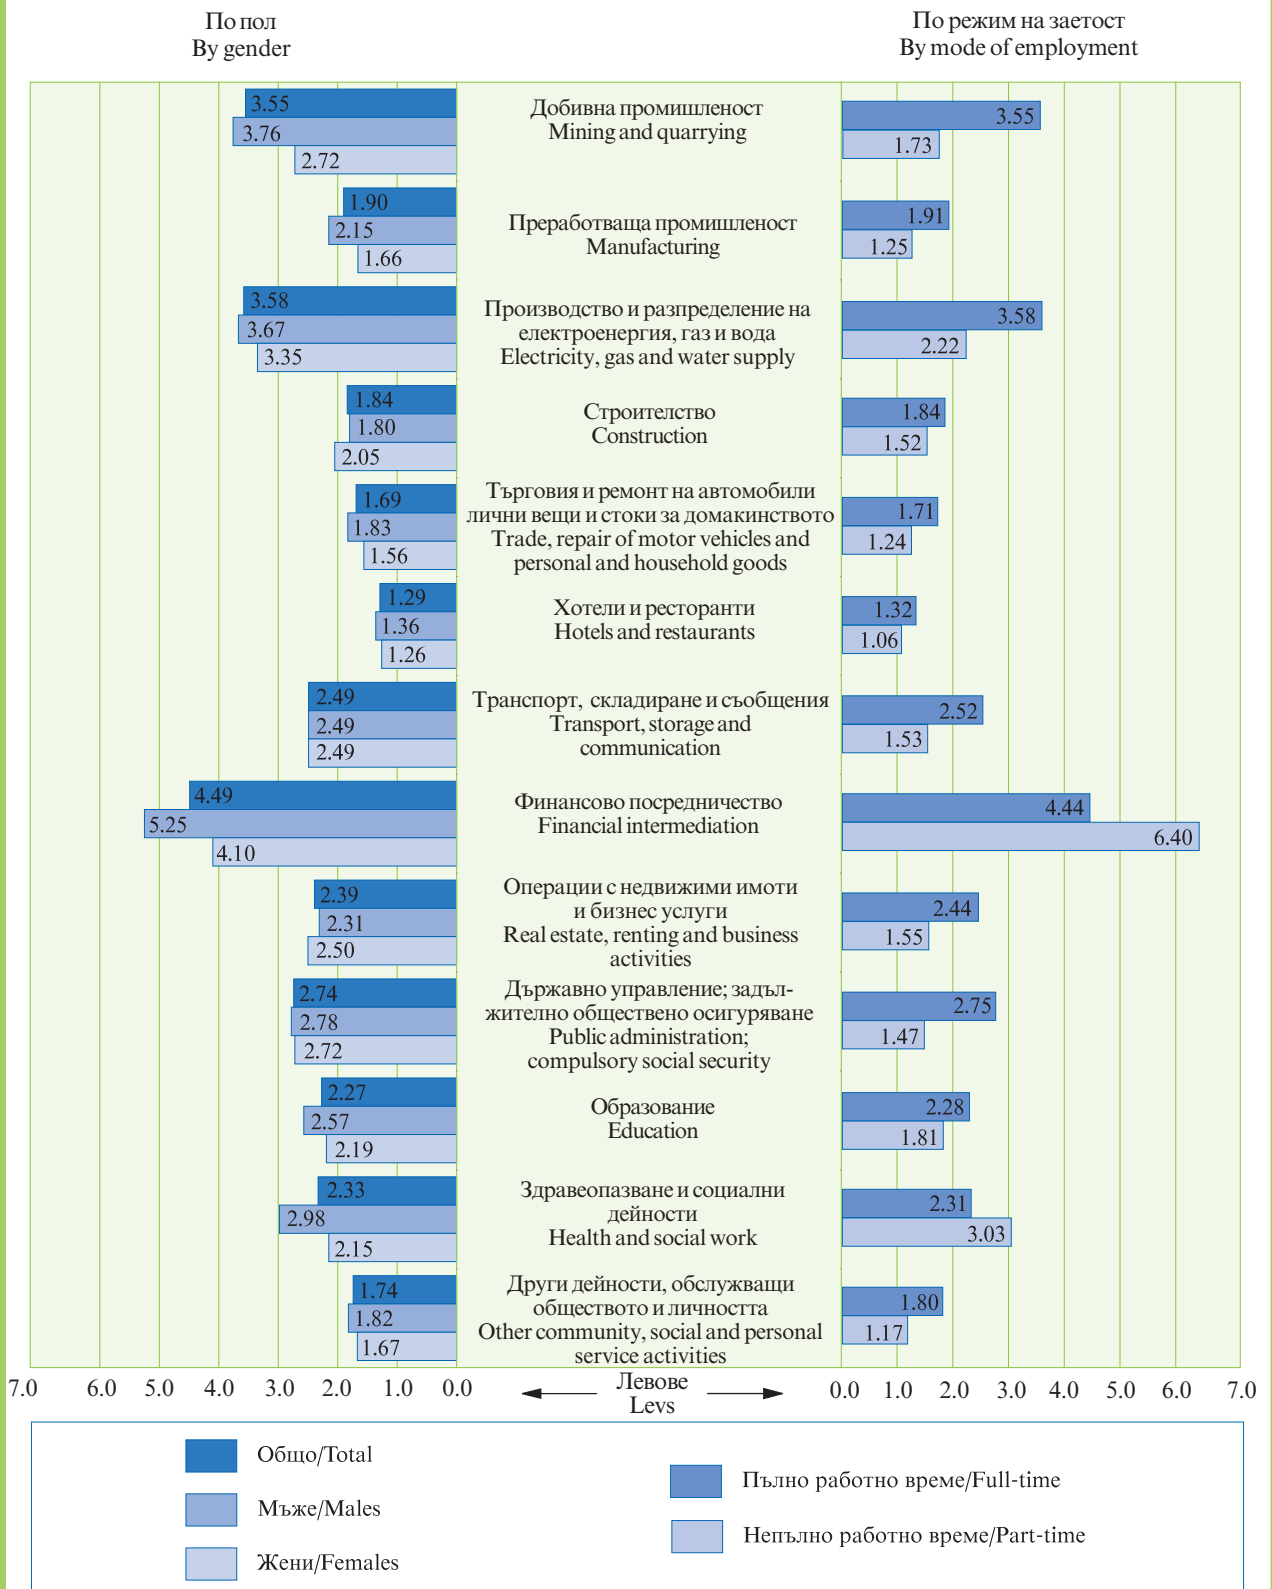 По пол
By gender
По режим на заетост
By mode of employment
3.55
3.76
2.72
Добивна промишленост
Mining and quarrying
3.55
1.73
1.90
2.15
1.66
Преработваща промишленост
Manufacturing
1.91
1.25
3.58
3.67
3.35
Производство и разпределение на
електроенергия, газ и вода
Electricity, gas and water supply
3.58
2.22
1.84
1.80
2.05
Строителство
Construction
1.84
1.52
1.69
1.83
1.56
Търговия и ремонт на автомобили
лични вещи и стоки за домакинството
Trade, repair of motor vehicles and
personal and household goods
1.71
1.24
1.29
1.36
1.26
Хотели и ресторанти
Hotels and restaurants
1.32
1.06
2.49
2.49
2.49
Транспорт, складиране и съобщения
Transport, storage and
communication
2.52
1.53
4.49
5.25
4.10
Финансово посредничество
Financial intermediation
4.44
6.40
2.39
2.31
2.50
Операции с недвижими имоти
и бизнес услуги
Real estate, renting and business
activities
2.44
1.55
2.74
2.78
2.72
Държавно управление; задъл-
жително обществено осигуряване
Public administration;
compulsory social security
2.75
1.47
2.27
2.57
2.19
Образование
Education
2.28
1.81
2.33
2.98
2.15
Здравеопазване и социални
дейности
Health and social work
2.31
3.03
1.74
1.82
1.67
Други дейности, обслужващи
обществото и личността
Other community, social and personal
service activities
1.80
1.17
7.0 6.0 5.0 4.0 3.0 2.0 1.0 0.0
Левове
Levs
0.0 1.0 2.0 3.0 4.0 5.0 6.0 7.0
Общо/Total
Мъже/Males
Жени/Females
Пълно работно време/Full-time
Непълно работно време/Part-time